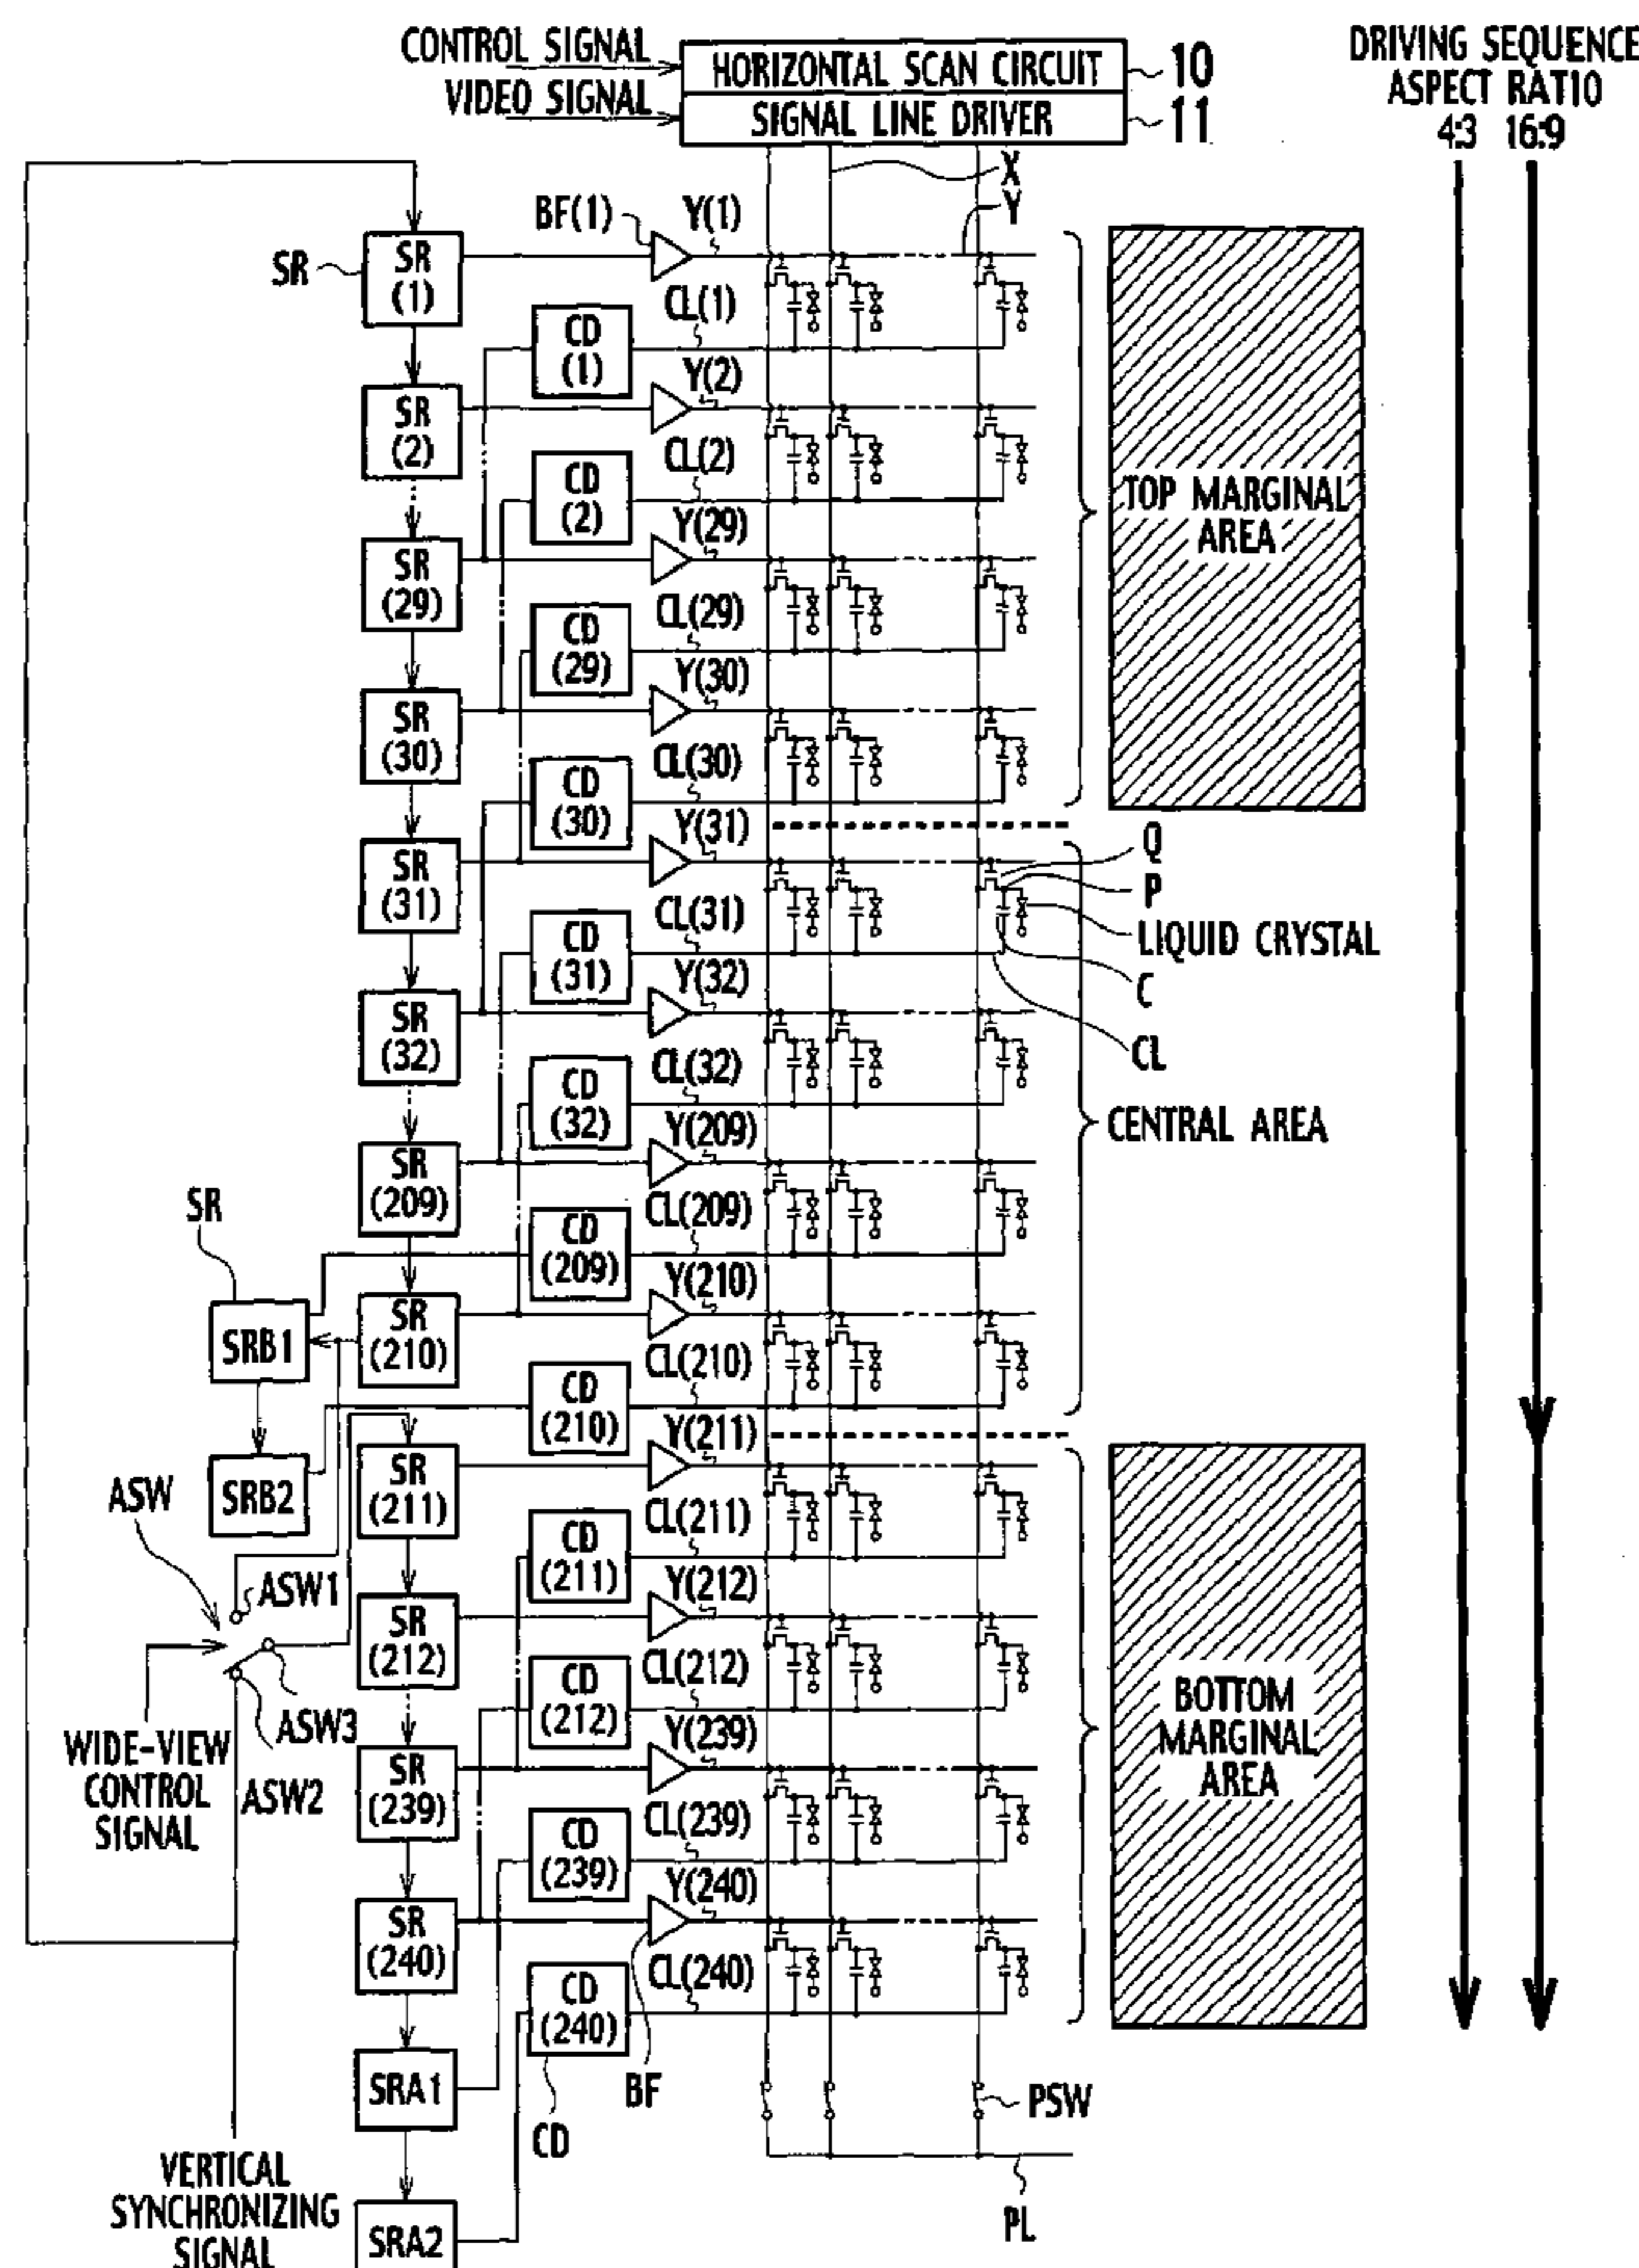 CONTROL SIGNAL
VIDEO SIGNAL
HORIZONTAL SCAN CIRCUIT
10
SIGNAL LINE DRIVER
11
DRIVING SEQUENCE
ASPECT RATIO
4:3 16:9
X
Y
BF(1)
Y(1)
SR
SR
(1)
CL(1)
CD
(1)
Y(2)
SR
(2)
CL(2)
CD
(2)
Y(29)
TOP MARGINAL
AREA
SR
(29)
CL(29)
CD
(29)
Y(30)
SR
(30)
CL(30)
CD
(30)
Y(31)
Q
P
SR
(31)
CL(31)
LIQUID CRYSTAL
CD
(31)
Y(32)
C
SR
(32)
CL(32)
CL
CD
(32)
Y(209)
CENTRAL AREA
SR
(209)
SR
CL(209)
CD
(209)
Y(210)
SRB1
SR
(210)
CL(210)
CD
(210)
Y(211)
SRB2
SR
(211)
ASW
CL(211)
CD
(211)
Y(212)
ASW1
SR
(212)
CL(212)
CD
(212)
Y(239)
BOTTOM
MARGINAL
AREA
ASW3
WIDE-VIEW
CONTROL
SIGNAL
ASW2
SR
(239)
CL(239)
CD
(239)
Y(240)
SR
(240)
CL(240)
CD
(240)
SRA1
BF
PSW
CD
VERTICAL
SYNCHRONIZING
SIGNAL
SRA2
PL